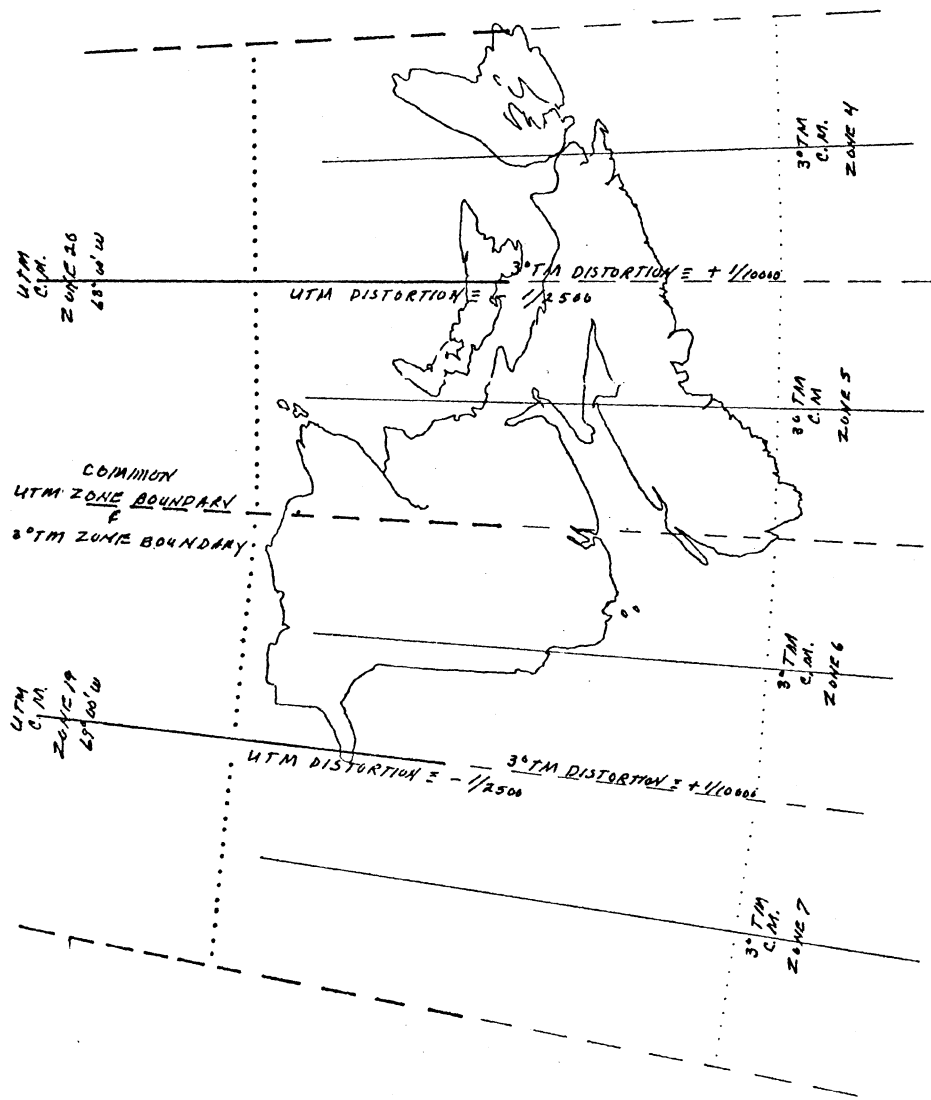 3°TM
C.M.
ZONE 4
UTM
C.M.
ZONE 20
63° 00' W
3°TM DISTORTION ≡ + 1/10000
UTM DISTORTION ≡ - 1/2500
3° TM
C.M
ZONE 5
COMMON
UTM ZONE BOUNDARY
&
3°TM ZONE BOUNDARY
3° TM
C.M.
ZONE 6
UTM
C.M.
ZONE 19
69° 00' W
UTM DISTORTION ≡ - 1/2500
3°TM DISTORTION ≡ + 1/10000
3° TM
C.M.
ZONE 7